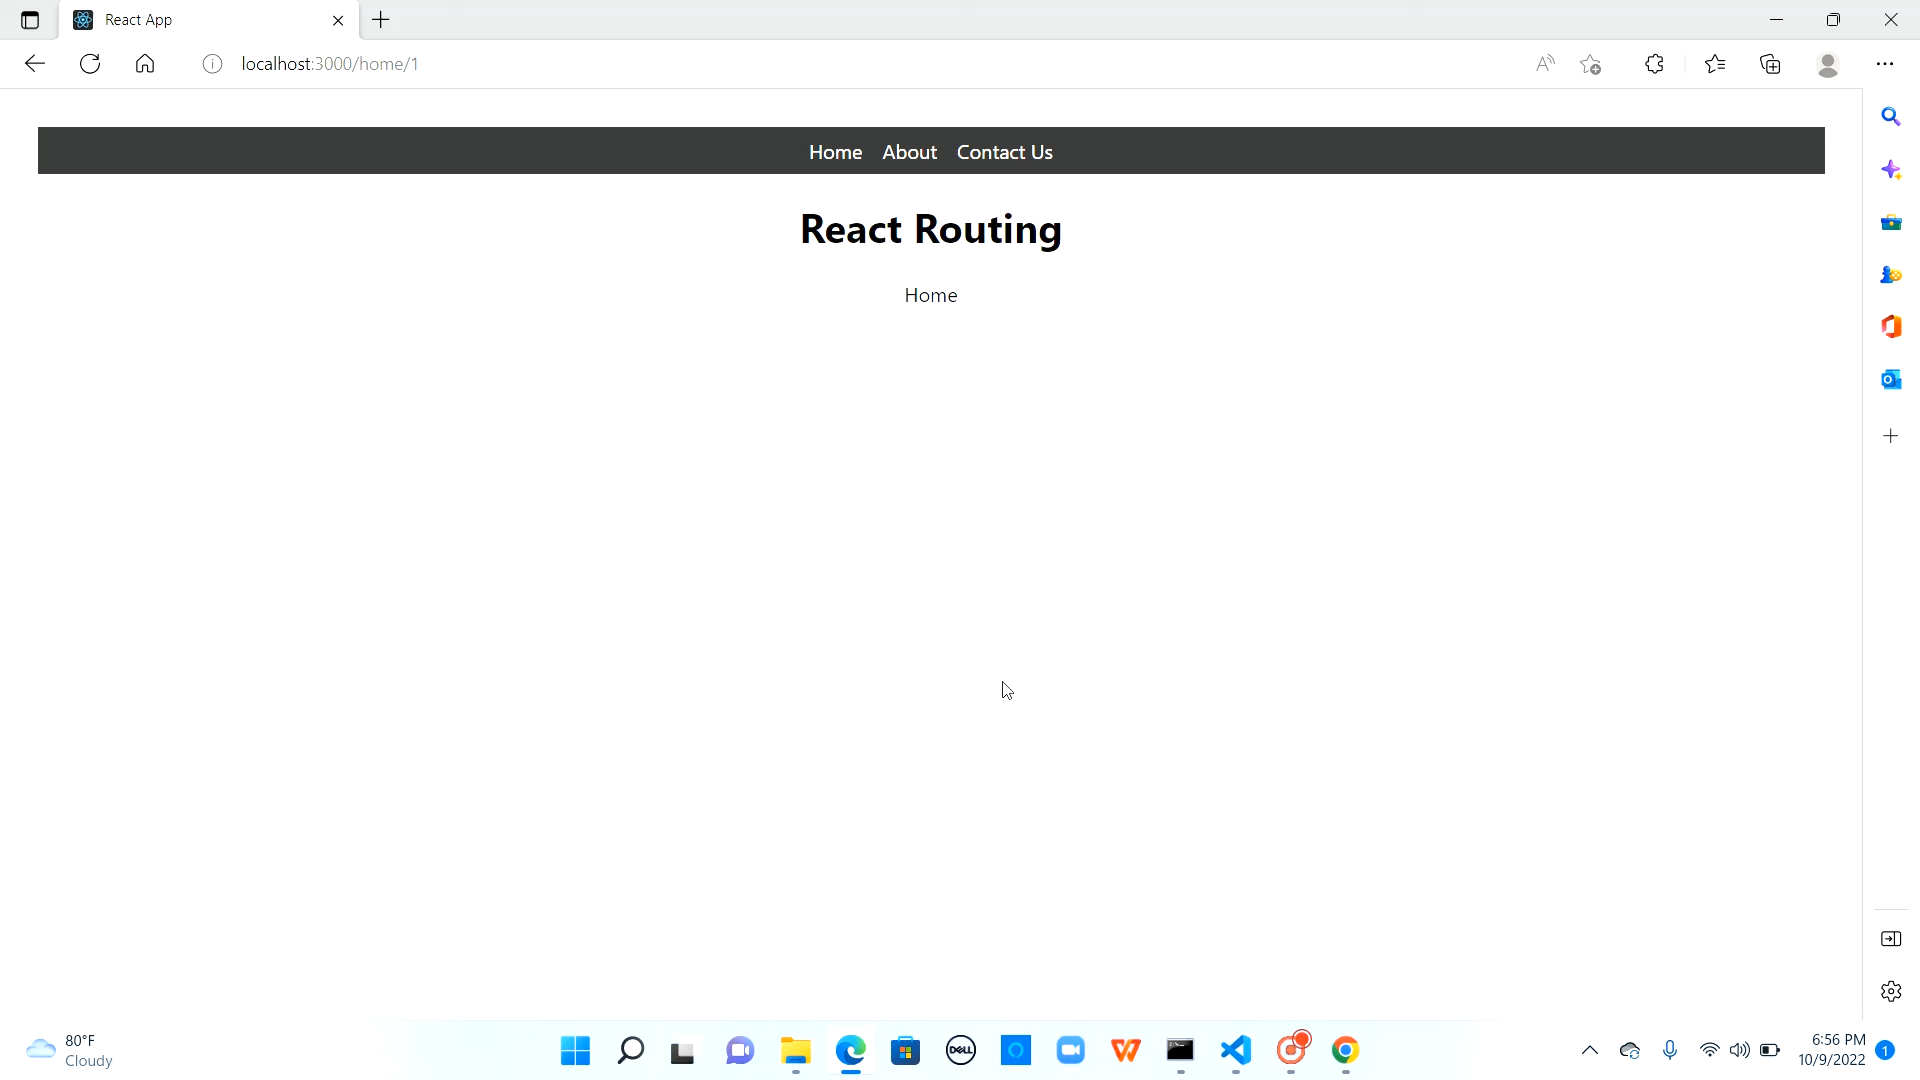 React App
localhost:3000/home/1
Home About Contact Us
React Routing
Home
80°F
Cloudy
DELL
6:56 PM
10/9/2022
1